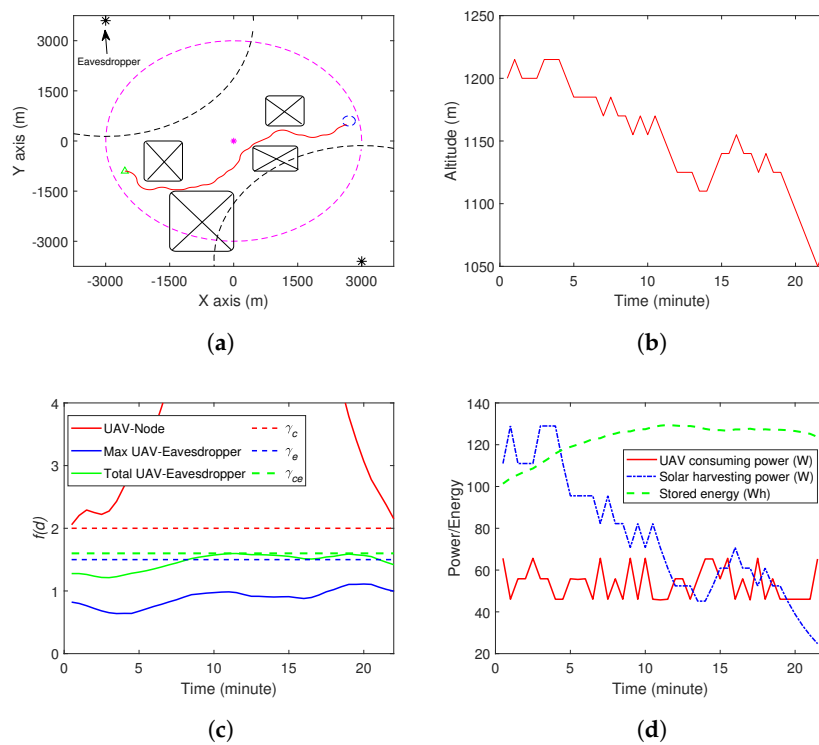 3000
1500
0
-1500
-3000
Y axis (m)
Eavesdropper
-3000 -1500 0 1500 3000
X axis (m)
(a)
1200
1150
1100
1050
Altitude (m)
0 5 10 15 20
Time (minute)
(b)
4
3
2
1
0
f(d)
UAV-Node
Max UAV-Eavesdropper
Total UAV-Eavesdropper
γc
γe
γce
0 5 10 15 20
Time (minute)
(c)
140
120
100
80
60
40
20
Power/Energy
UAV consuming power (W)
Solar harvesting power (W)
Stored energy (Wh)
0 5 10 15 20
Time (minute)
(d)